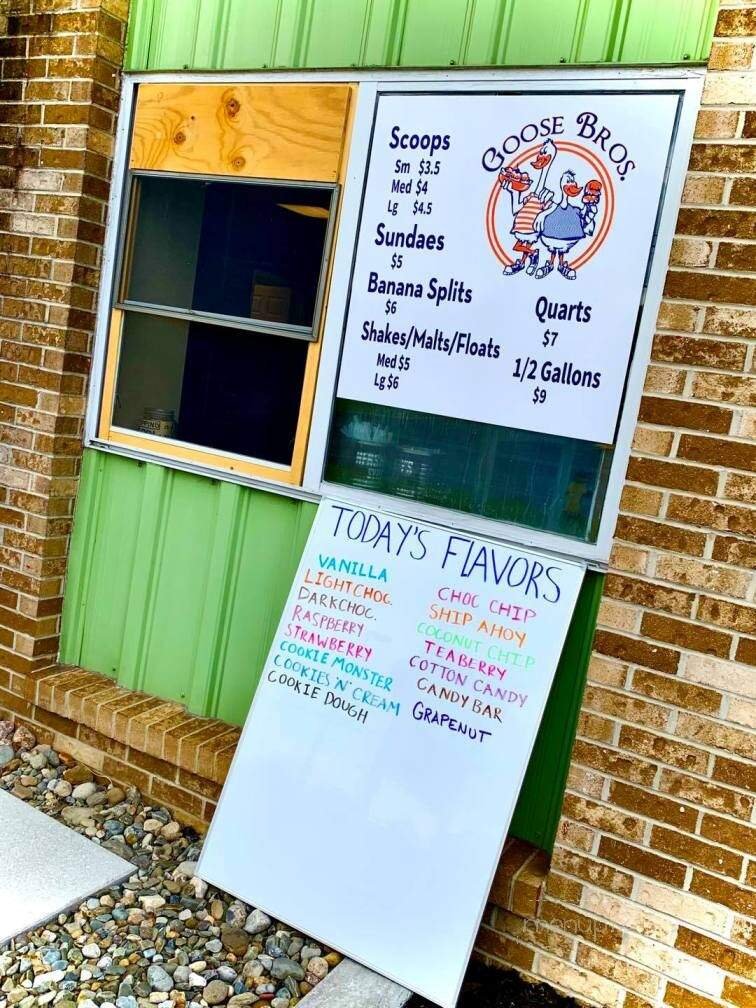 GOOSE BROS.
Scoops
Sm $3.5
Med $4
Lg $4.5
Sundaes
$5
Banana Splits
$6
Shakes/Malts/Floats
Med $5
Lg $6
Quarts
$7
1/2 Gallons
$9
TODAY'S FLAVORS
VANILLA
LIGHT CHOC.
DARK CHOC.
RASPBERRY
STRAWBERRY
COOKIE MONSTER
COOKIES 'N' CREAM
COOKIE DOUGH
CHOC CHIP
SHIP AHOY
COCONUT CHIP
TEABERRY
COTTON CANDY
CANDY BAR
GRAPENUT